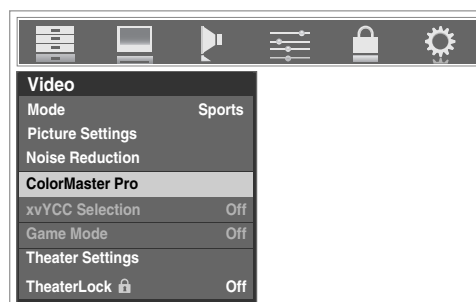 Video
Mode Sports
Picture Settings
Noise Reduction
ColorMaster Pro
xvYCC Selection Off
Game Mode Off
Theater Settings
TheaterLock Off